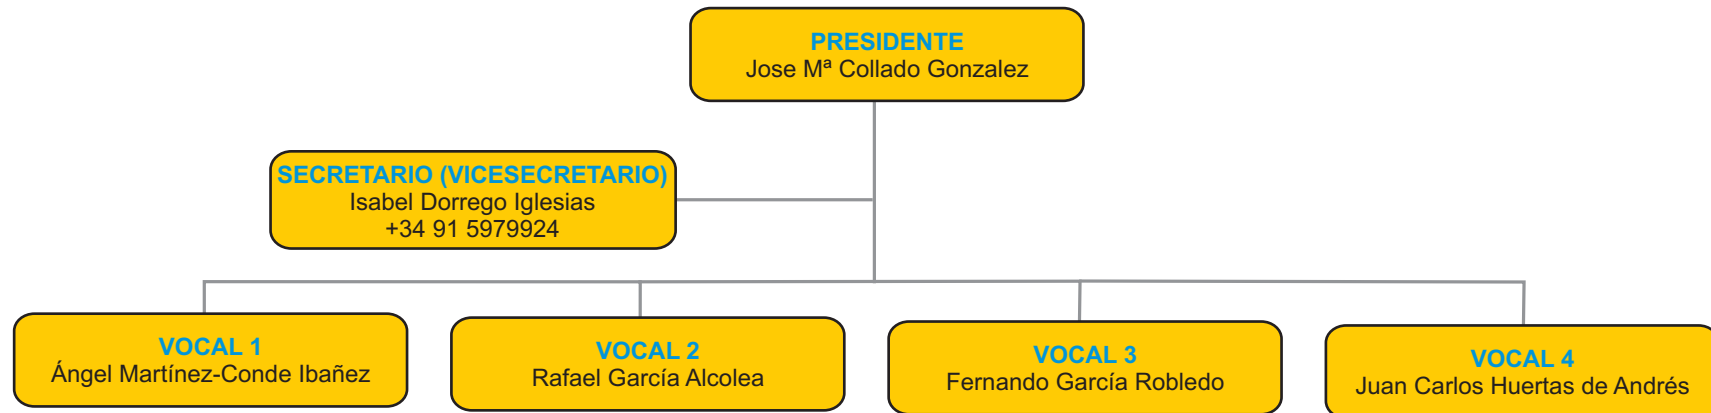 PRESIDENTE
Jose Mª Collado Gonzalez
SECRETARIO (VICESECRETARIO)
Isabel Dorrego Iglesias
+34 91 5979924
VOCAL 1
Ángel Martínez-Conde Ibañez
VOCAL 2
Rafael García Alcolea
VOCAL 3
Fernando García Robledo
VOCAL 4
Juan Carlos Huertas de Andrés